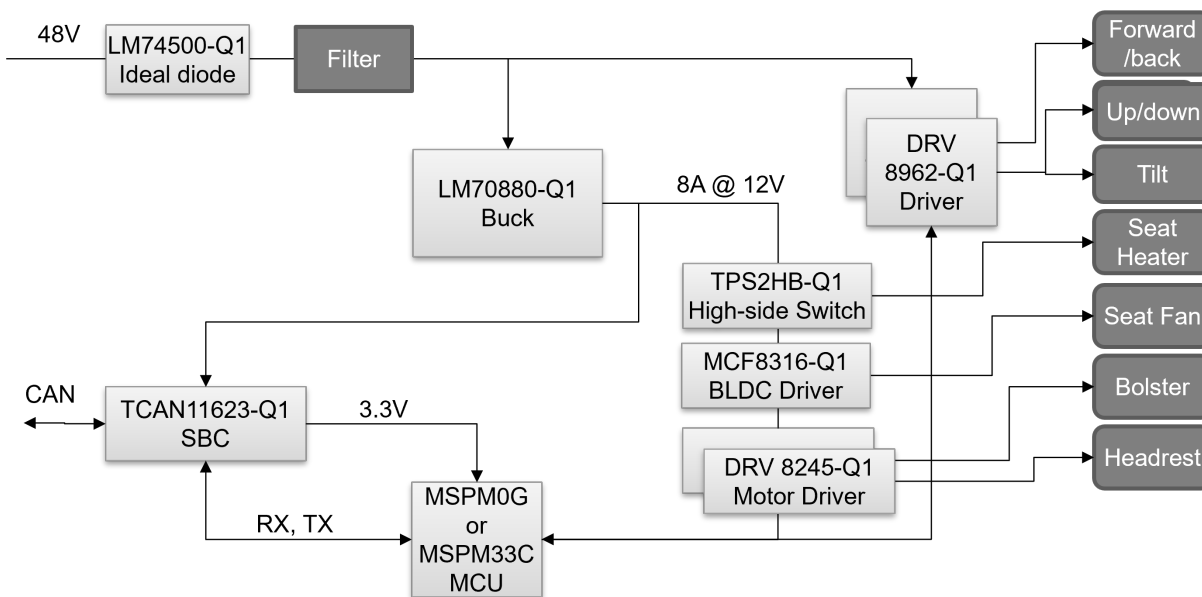 48V
LM74500-Q1
Ideal diode
Filter
Forward
/back
Up/down
DRV
8962-Q1
Driver
Tilt
LM70880-Q1
Buck
8A @ 12V
Seat
Heater
TPS2HB-Q1
High-side Switch
Seat Fan
MCF8316-Q1
BLDC Driver
CAN
TCAN11623-Q1
SBC
3.3V
Bolster
DRV 8245-Q1
Motor Driver
Headrest
RX, TX
MSPM0G
or
MSPM33C
MCU